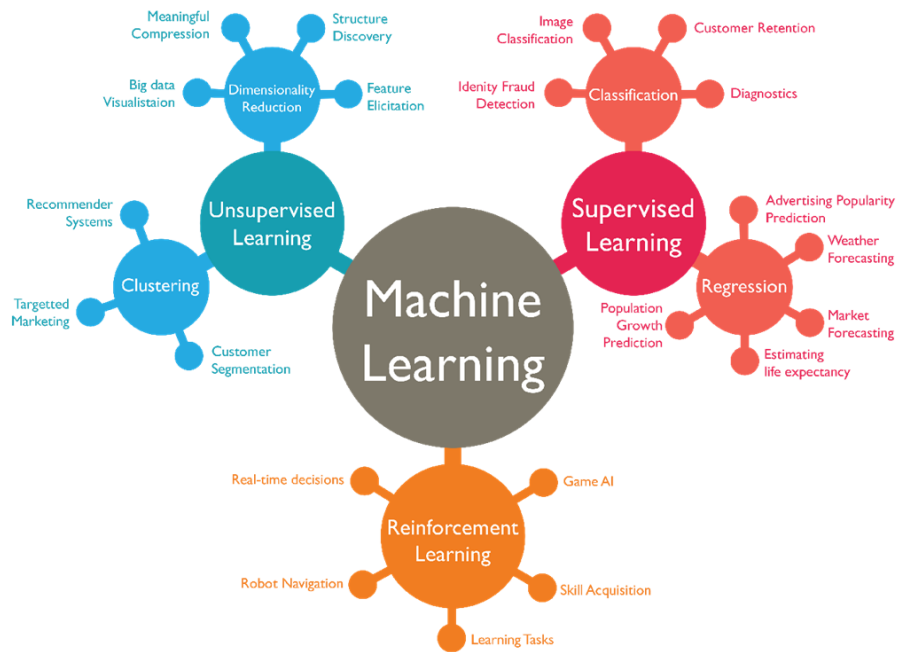 Meaningful
Compression
Structure
Discovery
Big data
Visualistaion
Dimensionality
Reduction
Feature
Elicitation
Unsupervised
Learning
Recommender
Systems
Clustering
Targetted
Marketing
Customer
Segmentation
Machine
Learning
Image
Classification
Customer Retention
Idenity Fraud
Detection
Classification
Diagnostics
Supervised
Learning
Advertising Popularity
Prediction
Weather
Forecasting
Regression
Population
Growth
Prediction
Market
Forecasting
Estimating
life expectancy
Real-time decisions
Game AI
Reinforcement
Learning
Robot Navigation
Skill Acquisition
Learning Tasks